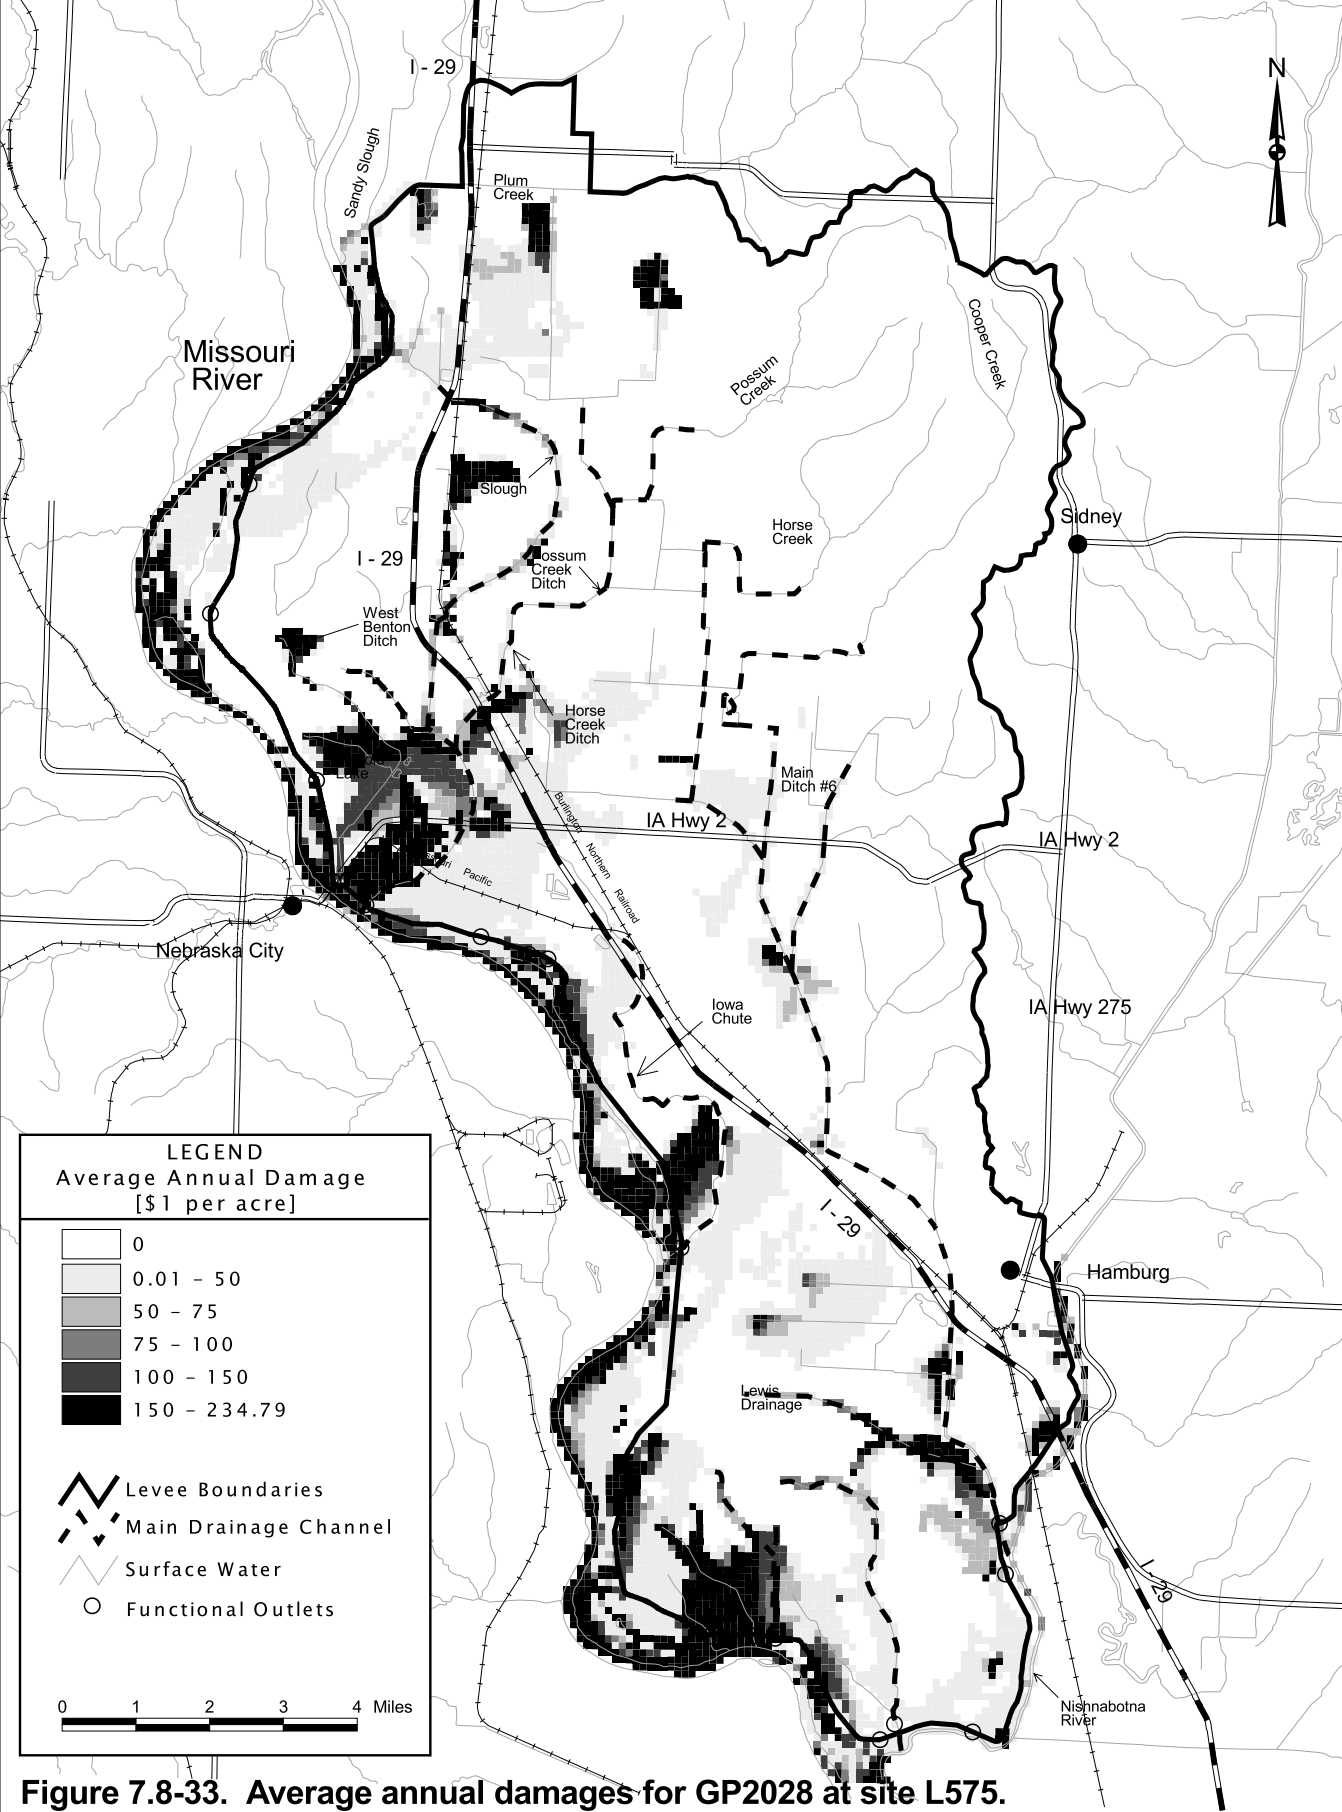 I - 29
N
Sandy Slough
Plum
Creek
Cooper Creek
Missouri
River
Possum
Creek
Slough
Sidney
Horse
Creek
I - 29
ossum
Creek
Ditch
West
Benton
Ditch
Horse
Creek
Ditch
Lake
Main
Ditch #6
Burlington Northern Railroad
IA Hwy 2
IA Hwy 2
Pacific
Nebraska City
Iowa
Chute
IA Hwy 275
I - 29
Hamburg
LEGEND
Average Annual Damage
[$1 per acre]
0
0.01 – 50
50 – 75
75 – 100
100 – 150
150 – 234.79
Levee Boundaries
Main Drainage Channel
Surface Water
Functional Outlets
0 1 2 3 4 Miles
Lewis
Drainage
I - 29
Nishnabotna
River
Figure 7.8-33. Average annual damages for GP2028 at site L575.